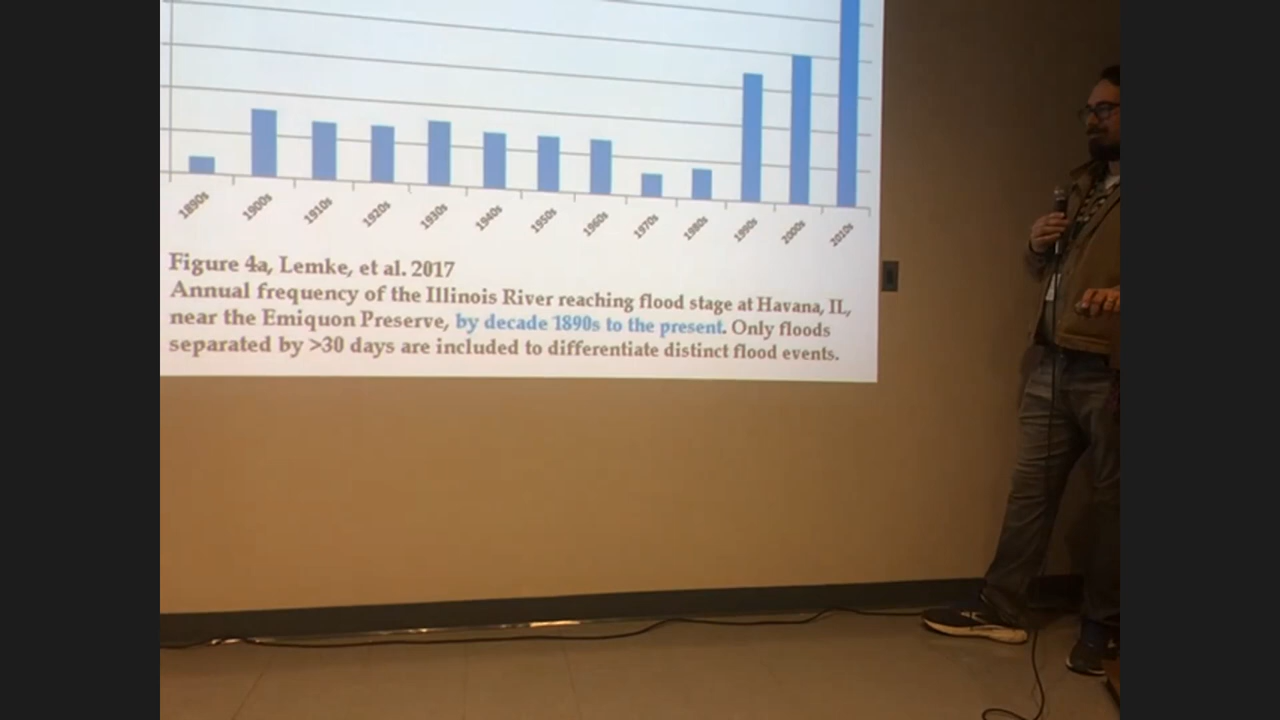 1890s 1900s 1910s 1920s 1930s 1940s 1950s 1960s 1970s 1980s 1990s 2000s 2010s
Figure 4a, Lemke, et al. 2017
Annual frequency of the Illinois River reaching flood stage at Havana, IL,
near the Emiquon Preserve, by decade 1890s to the present. Only floods
separated by >30 days are included to differentiate distinct flood events.